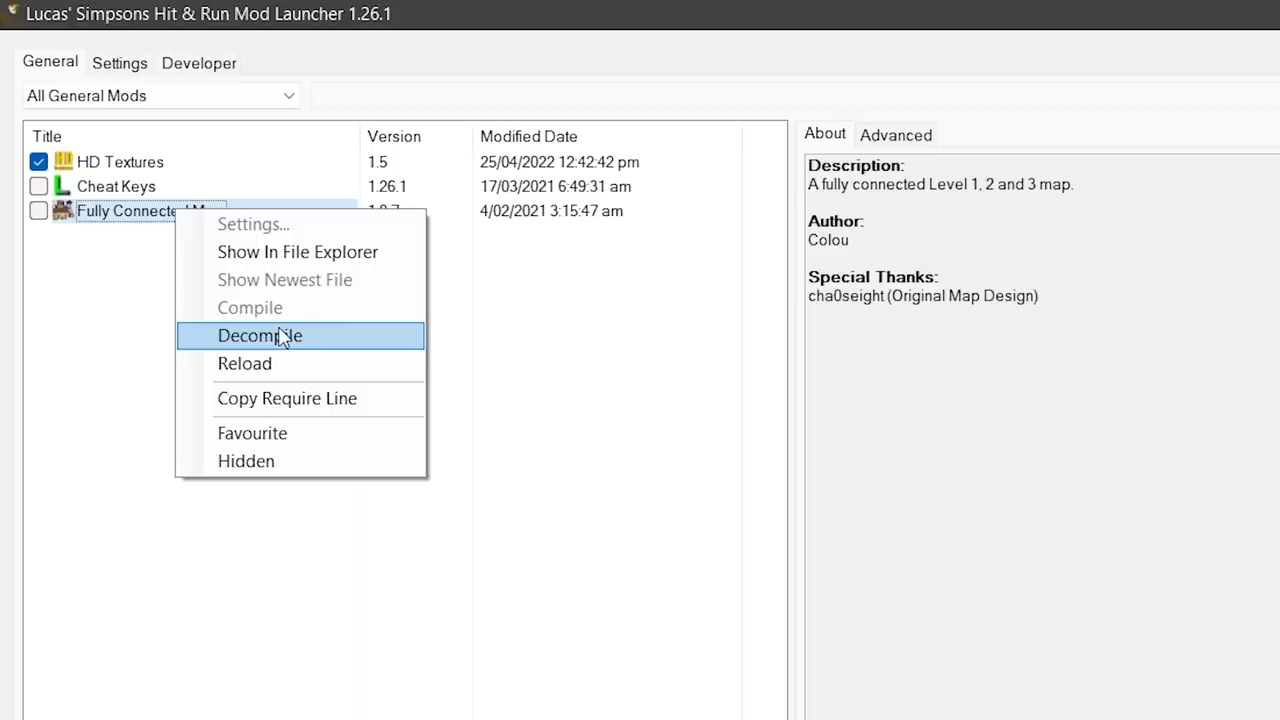 Lucas' Simpsons Hit & Run Mod Launcher 1.26.1
General Settings Developer
All General Mods
Title Version Modified Date
HD Textures 1.5 25/04/2022 12:42:42 pm
Cheat Keys 1.26.1 17/03/2021 6:49:31 am
Fully 4/02/2021 3:15:47 am
Settings...
Show In File Explorer
Show Newest File
Compile
Decompile
Reload
Copy Require Line
Favourite
Hidden
About Advanced
Description:
A fully connected Level 1, 2 and 3 map.
Author:
Colou
Special Thanks:
cha0seight (Original Map Design)